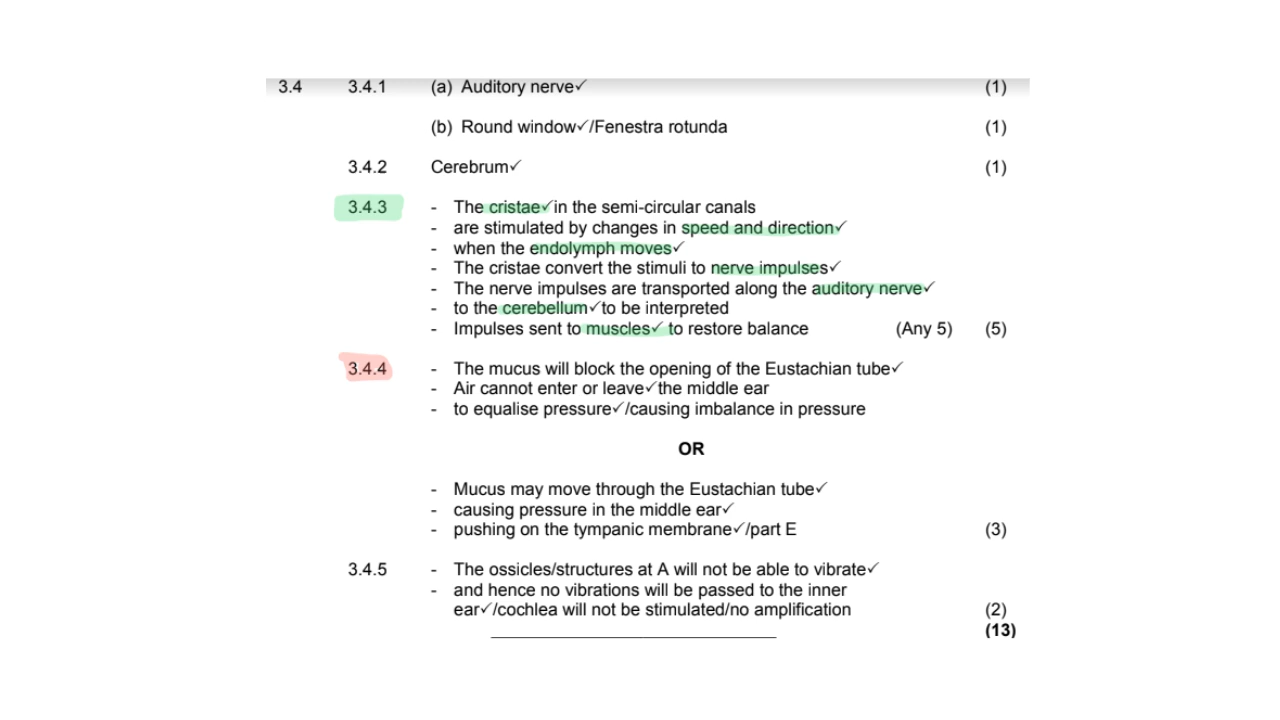 3.4 3.4.1 (a) Auditory nerve✓ (1)
(b) Round window✓/Fenestra rotunda (1)
3.4.2 Cerebrum✓ (1)
3.4.3 - The cristae✓in the semi-circular canals
- are stimulated by changes in speed and direction✓
- when the endolymph moves✓
- The cristae convert the stimuli to nerve impulses✓
- The nerve impulses are transported along the auditory nerve✓
- to the cerebellum✓to be interpreted
- Impulses sent to muscles✓ to restore balance (Any 5) (5)
3.4.4 - The mucus will block the opening of the Eustachian tube✓
- Air cannot enter or leave✓the middle ear
- to equalise pressure✓/causing imbalance in pressure
OR
- Mucus may move through the Eustachian tube✓
- causing pressure in the middle ear✓
- pushing on the tympanic membrane✓/part E (3)
3.4.5 - The ossicles/structures at A will not be able to vibrate✓
- and hence no vibrations will be passed to the inner
ear✓/cochlea will not be stimulated/no amplification (2)
(13)